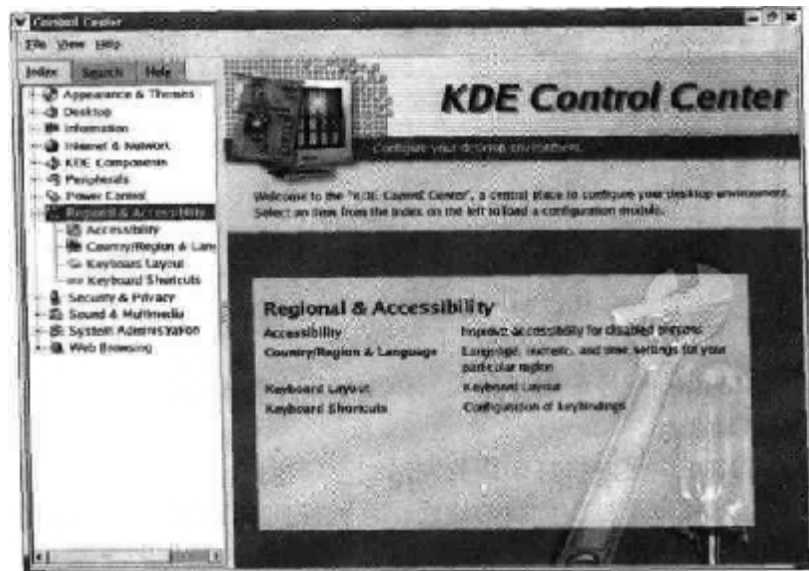 Control Center
File View Help
Index Search Help
Appearance & Themes
Desktop
Information
Internet & Network
KDE Components
Peripherals
Power Control
Regional & Accessibility
Accessibility
Country/Region & Lan
Keyboard Layout
Keyboard Shortcuts
Security & Privacy
Sound & Multimedia
System Administration
Web Browsing
KDE Control Center
Configure your desktop environment.
Welcome to the "KDE Control Center", a central place to configure your desktop environment.
Select an item from the index on the left to load a configuration module.
Regional & Accessibility
Accessibility Improve accessibility for disabled persons
Country/Region & Language Language, numeric, and time settings for your
particular region
Keyboard Layout Keyboard Layout
Keyboard Shortcuts Configuration of keybindings